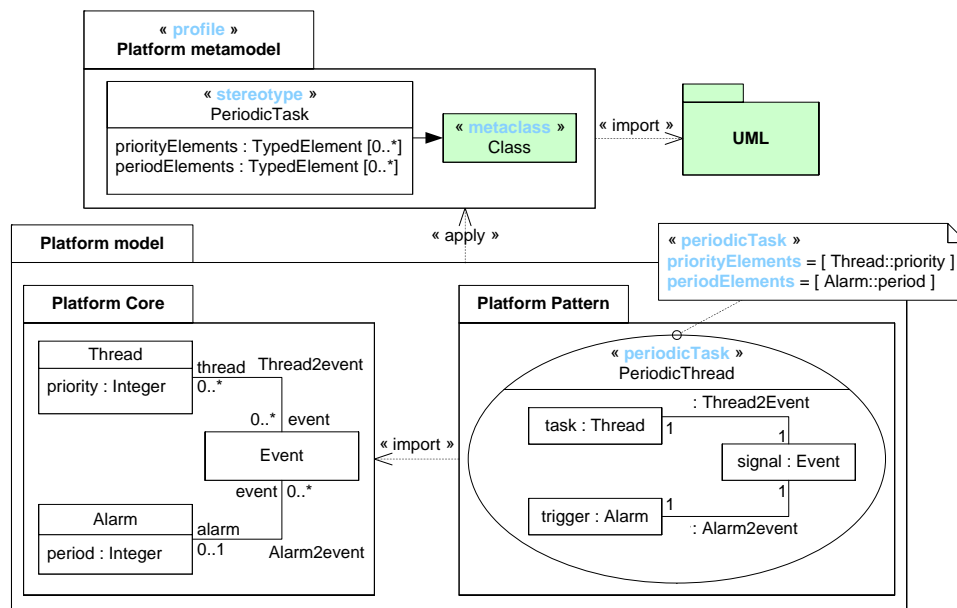 « profile »
Platform metamodel
« stereotype »
PeriodicTask
priorityElements : TypedElement [0..*]
periodElements : TypedElement [0..*]
« metaclass »
Class
« import »
UML
« apply »
Platform model
« periodicTask »
priorityElements = [ Thread::priority ]
periodElements = [ Alarm::period ]
Platform Core
Thread
priority : Integer
thread
0..*
Thread2event
0..*
event
Event
event
0..*
Alarm
period : Integer
alarm
0..1
Alarm2event
« import »
Platform Pattern
« periodicTask »
PeriodicThread
: Thread2Event
task : Thread
1
1
signal : Event
1
trigger : Alarm
1
: Alarm2event